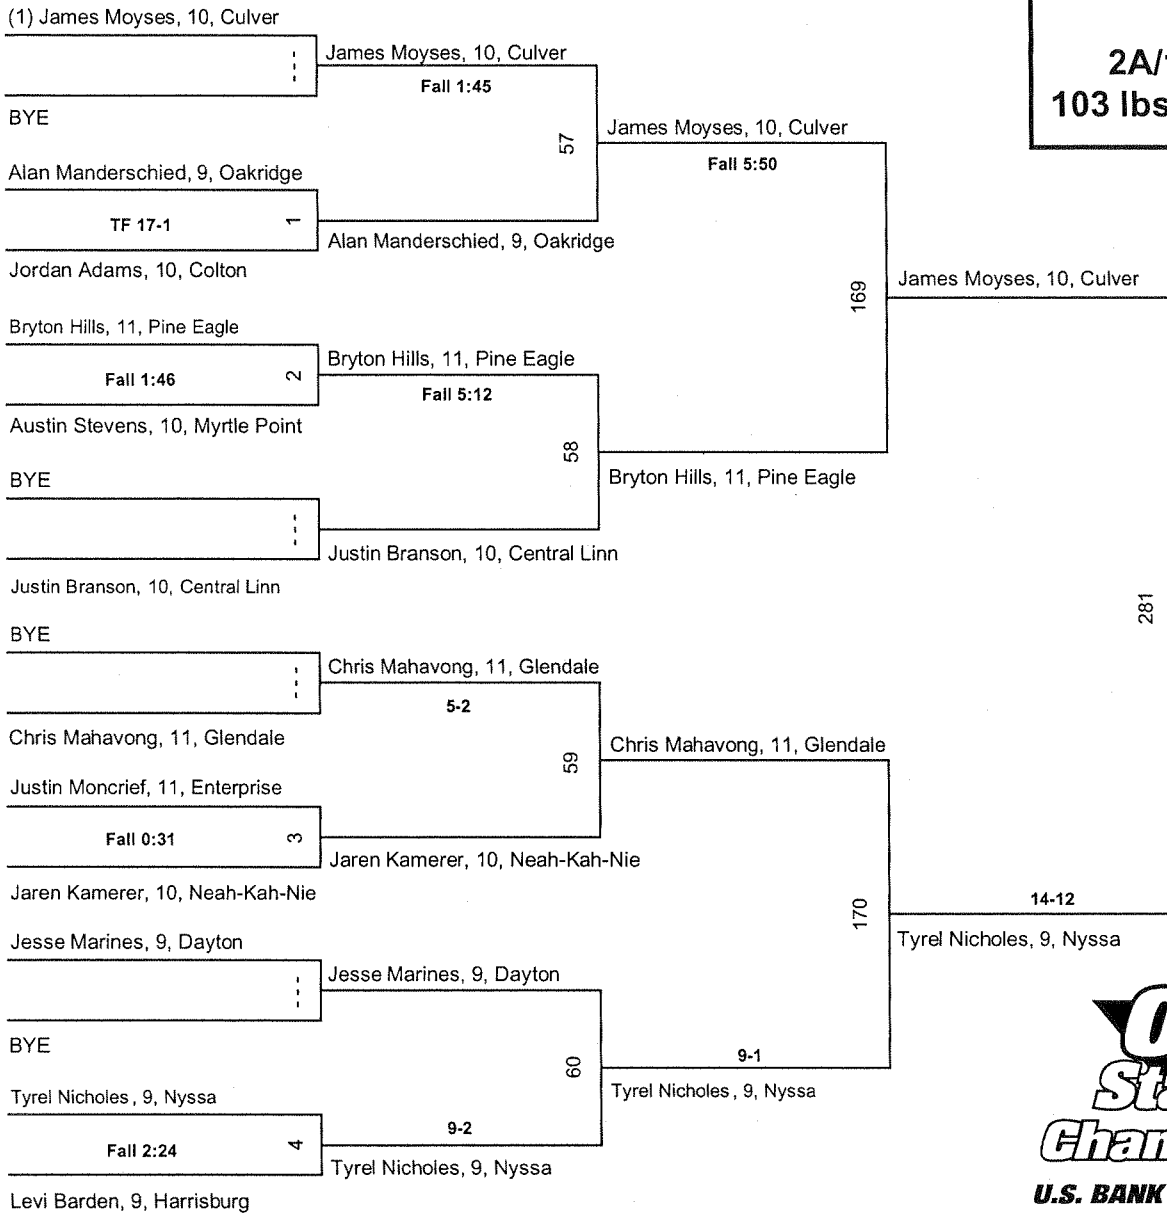 (1) James Moyses, 10, Culver
BYE
Alan Manderschied, 9, Oakridge
TF 17-1
1
Jordan Adams, 10, Colton
Bryton Hills, 11, Pine Eagle
Fall 1:46
2
Austin Stevens, 10, Myrtle Point
BYE
Justin Branson, 10, Central Linn
BYE
Chris Mahavong, 11, Glendale
Justin Moncrief, 11, Enterprise
Fall 0:31
3
Jaren Kamerer, 10, Neah-Kah-Nie
Jesse Marines, 9, Dayton
BYE
Tyrel Nicholes, 9, Nyssa
Fall 2:24
4
Levi Barden, 9, Harrisburg
James Moyses, 10, Culver
Fall 1:45
57
Alan Manderschied, 9, Oakridge
Bryton Hills, 11, Pine Eagle
Fall 5:12
58
Justin Branson, 10, Central Linn
Chris Mahavong, 11, Glendale
5-2
59
Jaren Kamerer, 10, Neah-Kah-Nie
Jesse Marines, 9, Dayton
60
9-2
Tyrel Nicholes, 9, Nyssa
James Moyses, 10, Culver
Fall 5:50
169
Bryton Hills, 11, Pine Eagle
Chris Mahavong, 11, Glendale
170
9-1
Tyrel Nicholes, 9, Nyssa
James Moyses, 10, Culver
281
14-12
Tyrel Nicholes, 9, Nyssa
2A/
103 lbs
U.S. BANK